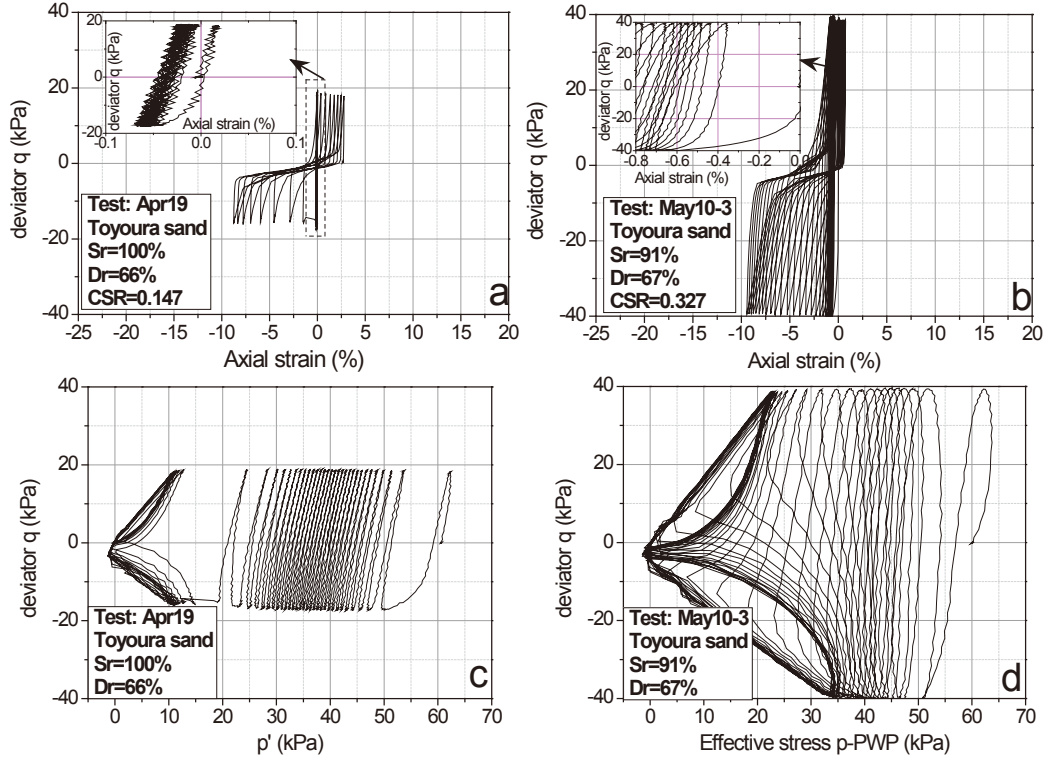 a
deviator q (kPa)
40
20
0
-20
-40
-25 -20 -15 -10 -5 0 5 10 15 20
Axial strain (%)
deviator q (kPa)
20
0
-20
-0.1 0.0 0.1
Axial strain (%)
Test: Apr19
Toyoura sand
Sr=100%
Dr=66%
CSR=0.147
b
deviator q (kPa)
40
20
0
-20
-40
-25 -20 -15 -10 -5 0 5 10 15 20
Axial strain (%)
deviator q (kPa)
40
20
0
-20
-40
-0.8 -0.6 -0.4 -0.2 0.0
Axial strain (%)
Test: May10-3
Toyoura sand
Sr=91%
Dr=67%
CSR=0.327
c
deviator q (kPa)
40
20
0
-20
-40
0 10 20 30 40 50 60 70
p' (kPa)
Test: Apr19
Toyoura sand
Sr=100%
Dr=66%
d
deviator q (kPa)
40
20
0
-20
-40
0 10 20 30 40 50 60 70
Effective stress p-PWP (kPa)
Test: May10-3
Toyoura sand
Sr=91%
Dr=67%